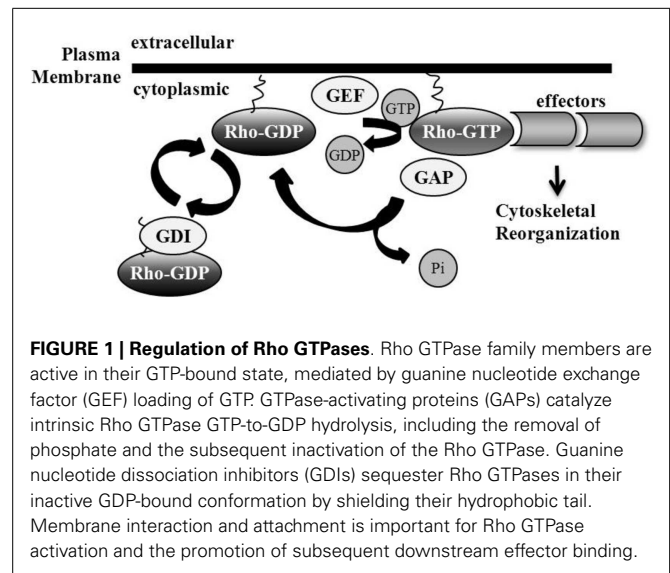 Plasma
Membrane
extracellular
cytoplasmic
GEF
GTP
effectors
Rho-GDP
GDP
Rho-GTP
GAP
GDI
Rho-GDP
Pi
Cytoskeletal
Reorganization
FIGURE 1 | Regulation of Rho GTPases. Rho GTPase family members are
active in their GTP-bound state, mediated by guanine nucleotide exchange
factor (GEF) loading of GTP. GTPase-activating proteins (GAPs) catalyze
intrinsic Rho GTPase GTP-to-GDP hydrolysis, including the removal of
phosphate and the subsequent inactivation of the Rho GTPase. Guanine
nucleotide dissociation inhibitors (GDIs) sequester Rho GTPases in their
inactive GDP-bound conformation by shielding their hydrophobic tail.
Membrane interaction and attachment is important for Rho GTPase
activation and the promotion of subsequent downstream effector binding.